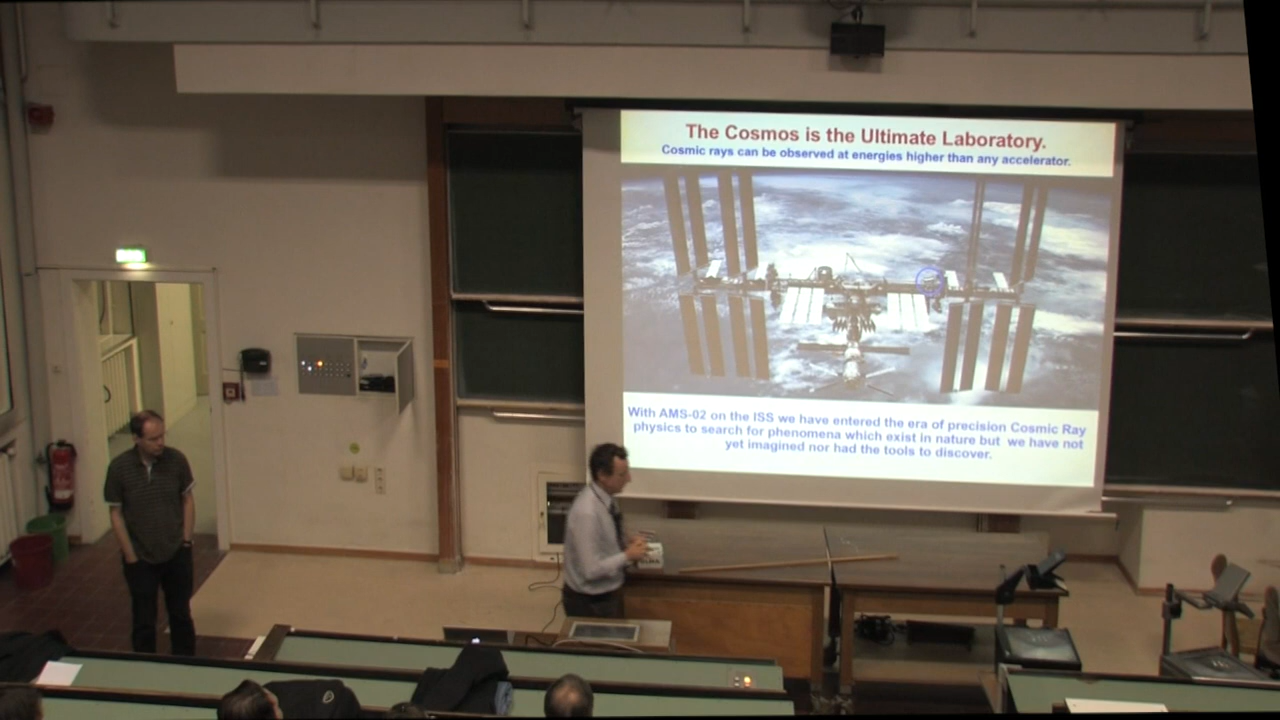 The Cosmos is the Ultimate Laboratory.
Cosmic rays can be observed at energies higher than any accelerator.
With AMS-02 on the ISS we have entered the era of precision Cosmic Ray
physics to search for phenomena which exist in nature but we have not
yet imagined nor had the tools to discover.